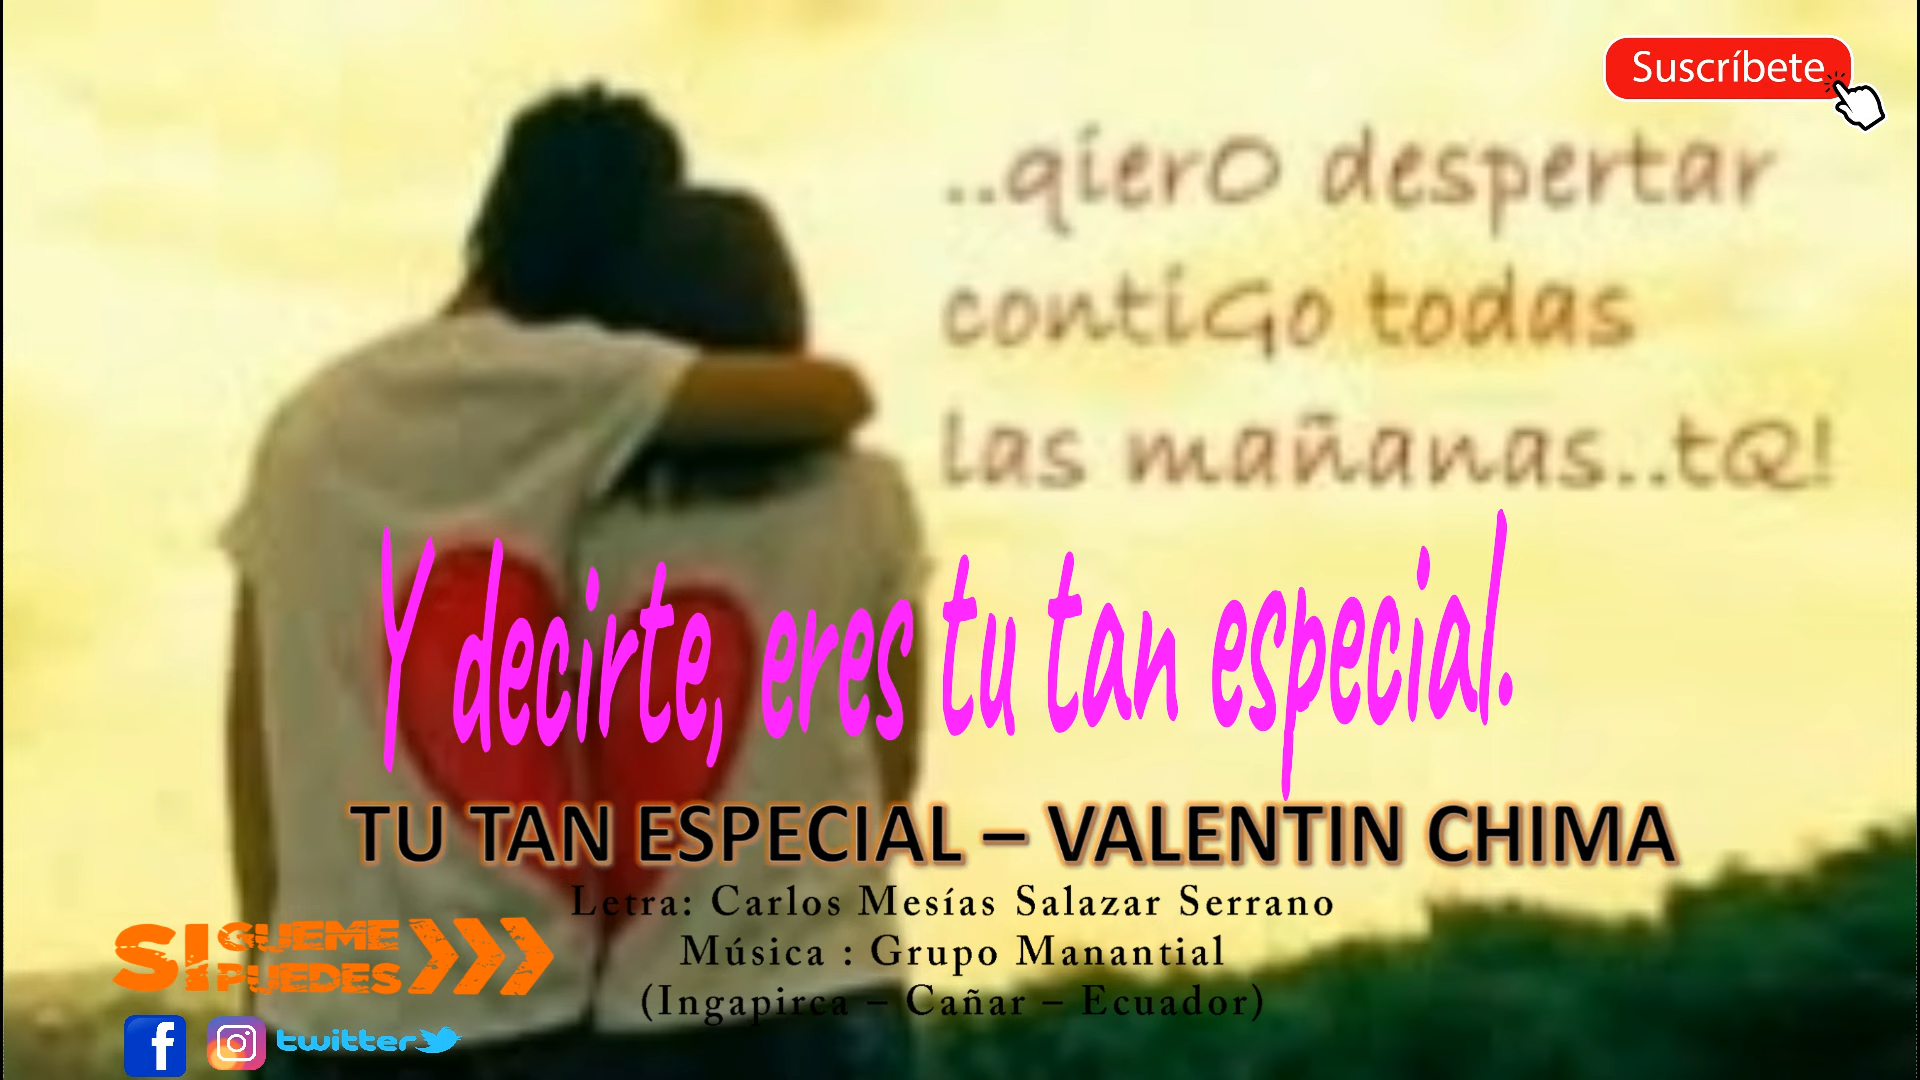 Suscríbete
..qierO despertar
contiGo todas
las mañanas..tQ!
Y decirte, eres tu tan especial.
TU TAN ESPECIAL – VALENTIN CHIMA
Letra: Carlos Mesías Salazar Serrano
Música : Grupo Manantial
(Ingapirca – Cañar – Ecuador)
SIGUEME
PUEDES
f
twitter